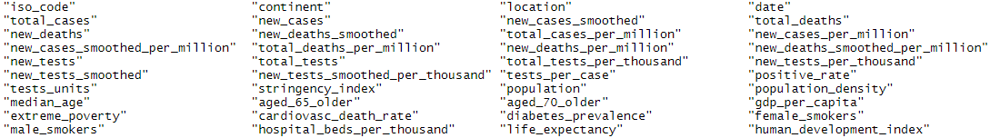 "iso_code" "continent" "location" "date"
"total_cases" "new_cases" "new_cases_smoothed" "total_deaths"
"new_deaths" "new_deaths_smoothed" "total_cases_per_million" "new_cases_per_million"
"new_cases_smoothed_per_million" "total_deaths_per_million" "new_deaths_per_million" "new_deaths_smoothed_per_million"
"new_tests" "total_tests" "total_tests_per_thousand" "new_tests_per_thousand"
"new_tests_smoothed" "new_tests_smoothed_per_thousand" "tests_per_case" "positive_rate"
"tests_units" "stringency_index" "population" "population_density"
"median_age" "aged_65_older" "aged_70_older" "gdp_per_capita"
"extreme_poverty" "cardiovasc_death_rate" "diabetes_prevalence" "female_smokers"
"male_smokers" "hospital_beds_per_thousand" "life_expectancy" "human_development_index"